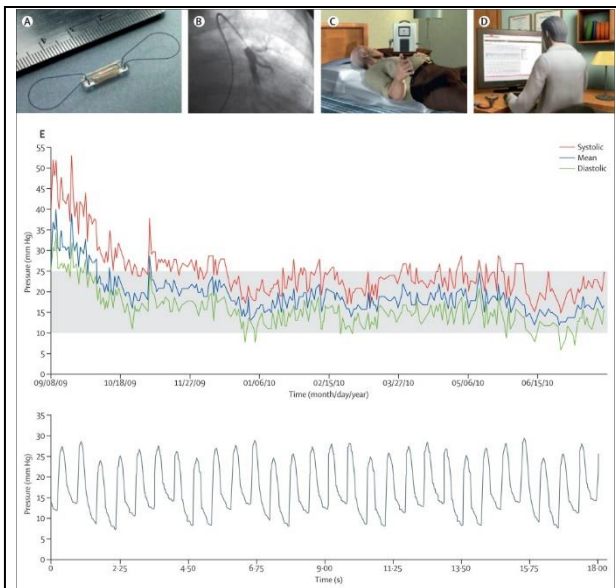 A
B
C
D
E
55
50
45
40
35
30
25
20
15
10
5
0
Pressure (mm Hg)
Systolic
Mean
Diastolic
09/08/09 10/18/09 11/27/09 01/06/10 02/15/10 03/27/10 05/06/10 06/15/10
Time (month/day/year)
35
30
25
20
15
10
5
0
Pressure (mm Hg)
0 2·25 4·50 6·75 9·00 11·25 13·50 15·75 18·00
Time (s)